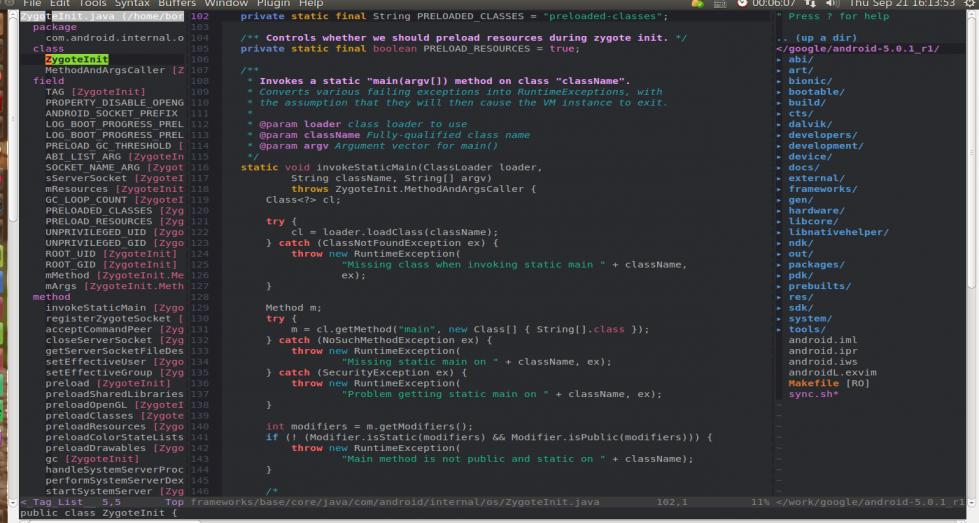 File Edit Tools Syntax Buffers Window Plugin Help
00:06:07 Thu Sep 21 16:13:53
ZygoteInit.java (/home/bor
package
com.android.internal.o
class
ZygoteInit
MethodAndArgsCaller [Z
field
TAG [ZygoteInit]
PROPERTY_DISABLE_OPENG
ANDROID_SOCKET_PREFIX
LOG_BOOT_PROGRESS_PREL
LOG_BOOT_PROGRESS_PREL
PRELOAD_GC_THRESHOLD [
ABI_LIST_ARG [ZygoteIn
SOCKET_NAME_ARG [Zygot
sServerSocket [ZygoteI
mResources [ZygoteInit
GC_LOOP_COUNT [ZygoteI
PRELOADED_CLASSES [Zyg
PRELOAD_RESOURCES [Zyg
UNPRIVILEGED_UID [Zygo
UNPRIVILEGED_GID [Zygo
ROOT_UID [ZygoteInit]
ROOT_GID [ZygoteInit]
mMethod [ZygoteInit.Me
mArgs [ZygoteInit.Meth
method
invokeStaticMain [Zygo
registerZygoteSocket [
acceptCommandPeer [Zyg
closeServerSocket [Zyg
getServerSocketFileDes
setEffectiveUser [Zygo
setEffectiveGroup [Zyg
preload [ZygoteInit]
preloadSharedLibraries
preloadOpenGL [ZygoteI
preloadClasses [Zygote
preloadResources [Zygo
preloadColorStateLists
preloadDrawables [Zygo
gc [ZygoteInit]
handleSystemServerProc
performSystemServerDex
startSystemServer [Zyg
102 private static final String PRELOADED_CLASSES = "preloaded-classes";
103
104 /** Controls whether we should preload resources during zygote init. */
105 private static final boolean PRELOAD_RESOURCES = true;
106
107 /**
108 * Invokes a static "main(argv[]) method on class "className".
109 * Converts various failing exceptions into RuntimeExceptions, with
110 * the assumption that they will then cause the VM instance to exit.
111 *
112 * @param loader class loader to use
113 * @param className Fully-qualified class name
114 * @param argv Argument vector for main()
115 */
116 static void invokeStaticMain(ClassLoader loader,
117 String className, String[] argv)
118 throws ZygoteInit.MethodAndArgsCaller {
119 Class<?> cl;
120
121 try {
122 cl = loader.loadClass(className);
123 } catch (ClassNotFoundException ex) {
124 throw new RuntimeException(
125 "Missing class when invoking static main " + className,
126 ex);
127 }
128
129 Method m;
130 try {
131 m = cl.getMethod("main", new Class[] { String[].class });
132 } catch (NoSuchMethodException ex) {
133 throw new RuntimeException(
134 "Missing static main on " + className, ex);
135 } catch (SecurityException ex) {
136 throw new RuntimeException(
137 "Problem getting static main on " + className, ex);
138 }
139
140 int modifiers = m.getModifiers();
141 if (! (Modifier.isStatic(modifiers) && Modifier.isPublic(modifiers))) {
142 throw new RuntimeException(
143 "Main method is not public and static on " + className);
144 }
145
146 /*
" Press ? for help
.. (up a dir)
</google/android-5.0.1_r1/
▸ abi/
▸ art/
▸ bionic/
▸ bootable/
▸ build/
▸ cts/
▸ dalvik/
▸ developers/
▸ development/
▸ device/
▸ docs/
▸ external/
▸ frameworks/
▸ gen/
▸ hardware/
▸ libcore/
▸ libnativehelper/
▸ ndk/
▸ out/
▸ packages/
▸ pdk/
▸ prebuilts/
▸ res/
▸ sdk/
▸ system/
▸ tools/
android.iml
android.ipr
android.iws
androidL.exvim
Makefile [RO]
sync.sh*
~
~
~
~
~
~
~
< Tag_List__ 5,5 Top frameworks/base/core/java/com/android/internal/os/ZygoteInit.java 102,1 11% </work/google/android-5.0.1_r1
public class ZygoteInit {